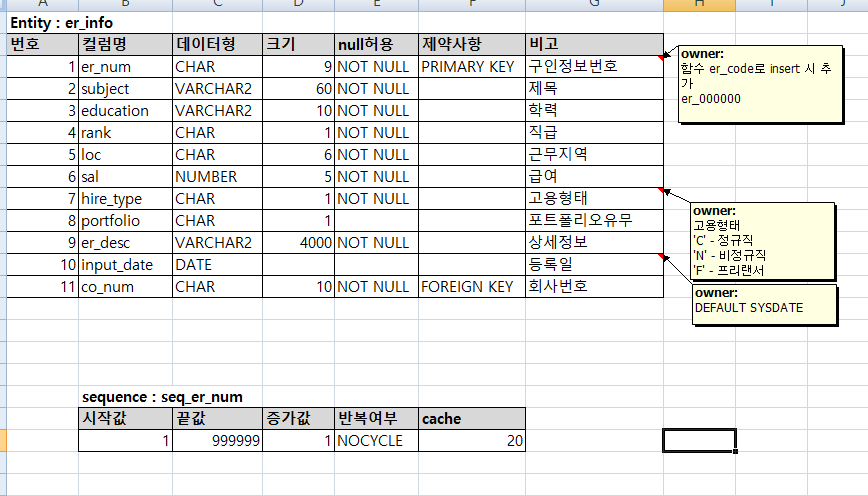 A B C D E F G H I J
Entity : er_info
번호 컬럼명 데이터형 크기 null허용 제약사항 비고
1 er_num CHAR 9 NOT NULL PRIMARY KEY 구인정보번호
2 subject VARCHAR2 60 NOT NULL 제목
3 education VARCHAR2 10 NOT NULL 학력
4 rank CHAR 1 NOT NULL 직급
5 loc CHAR 6 NOT NULL 근무지역
6 sal NUMBER 5 NOT NULL 급여
7 hire_type CHAR 1 NOT NULL 고용형태
8 portfolio CHAR 1 포트폴리오유무
9 er_desc VARCHAR2 4000 NOT NULL 상세정보
10 input_date DATE 등록일
11 co_num CHAR 10 NOT NULL FOREIGN KEY 회사번호
owner:
함수 er_code로 insert 시 추
가
er_000000
owner:
고용형태
'C' - 정규직
'N' - 비정규직
'F' - 프리랜서
owner:
DEFAULT SYSDATE
sequence : seq_er_num
시작값 끝값 증가값 반복여부 cache
1 999999 1 NOCYCLE 20